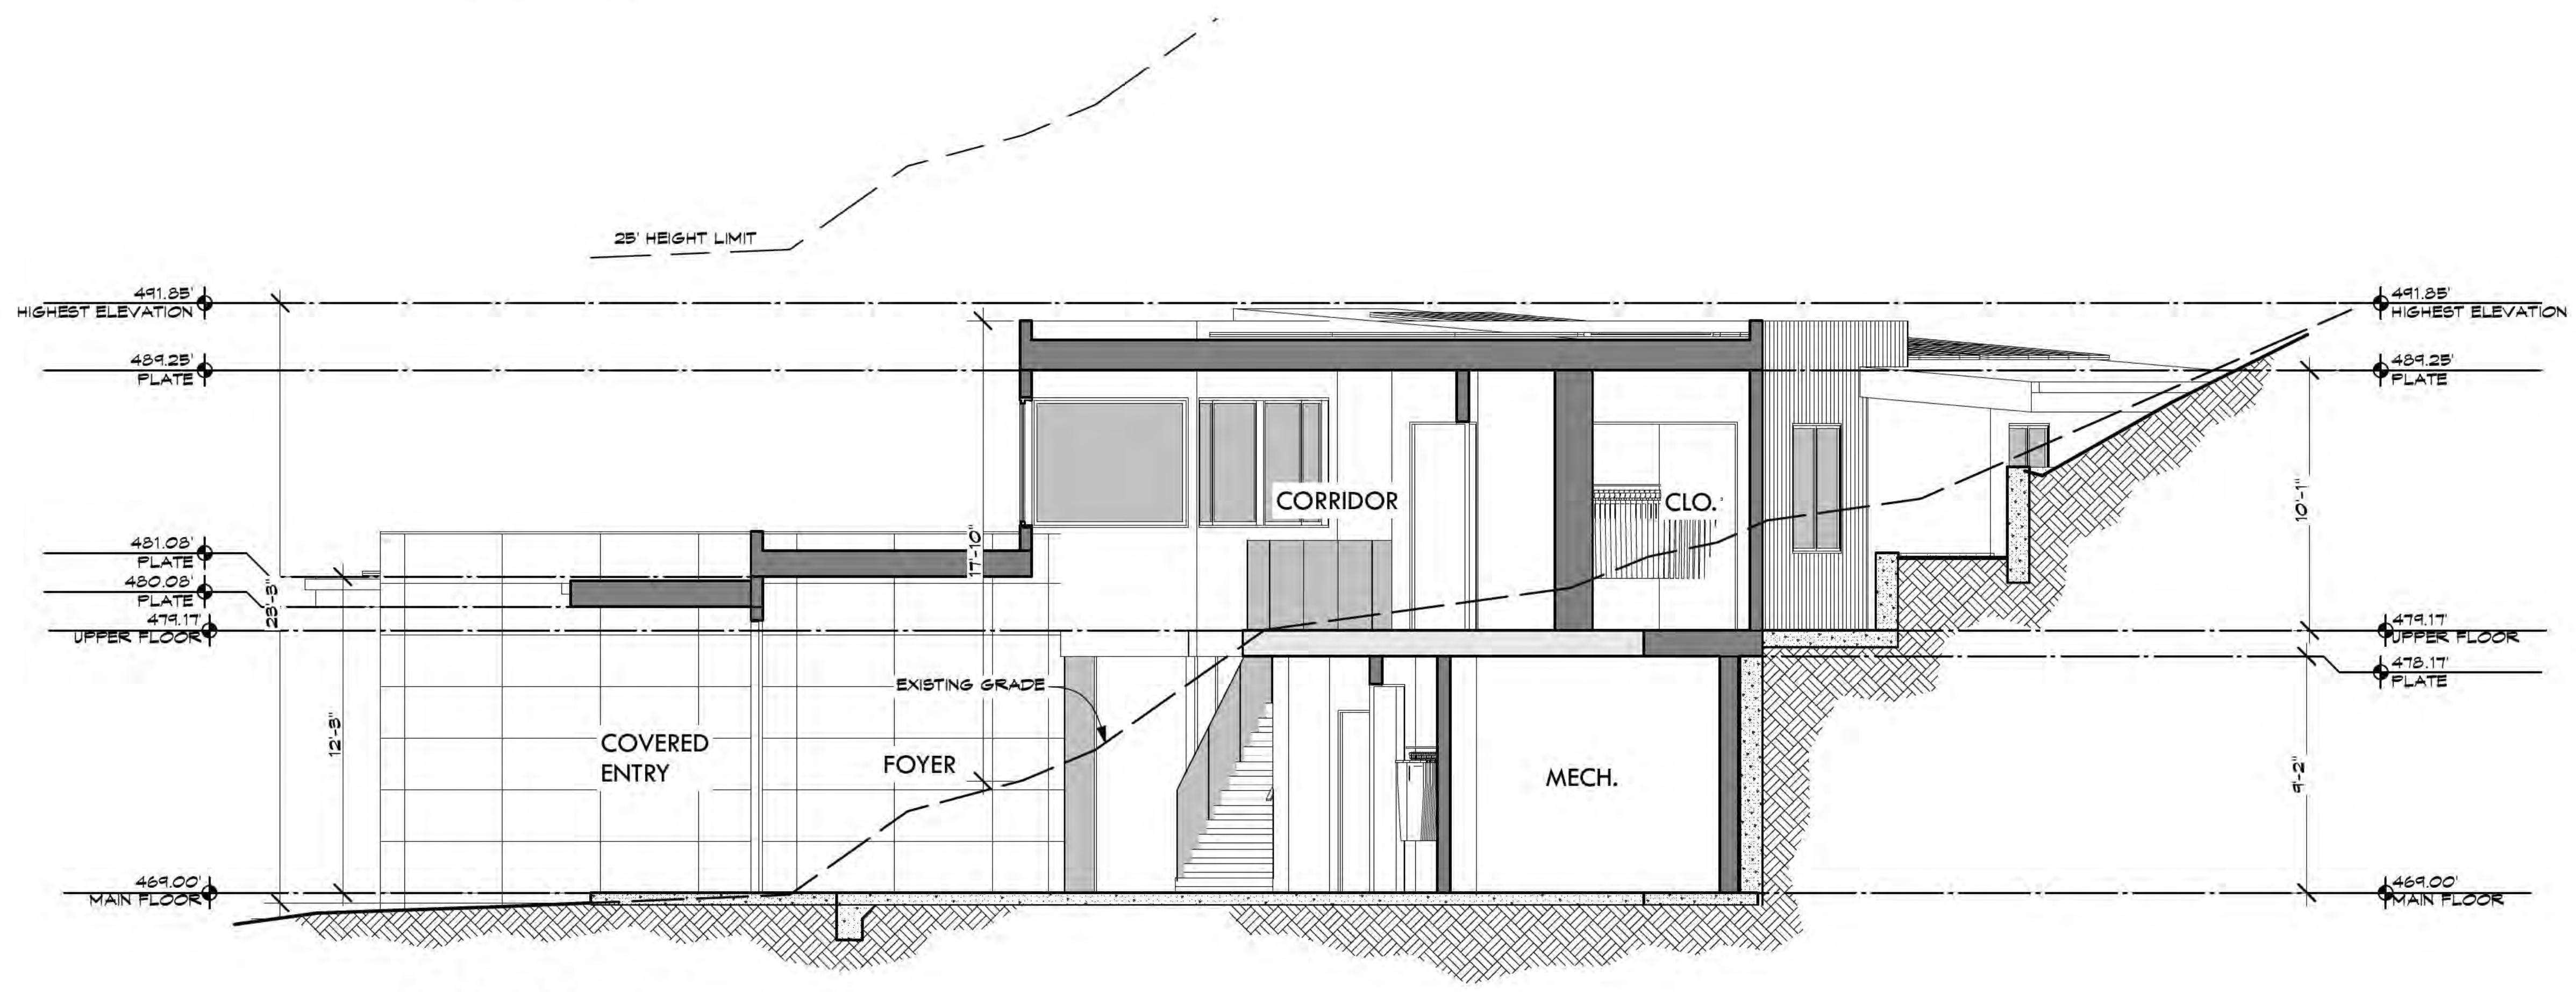 25' HEIGHT LIMIT
491.85'
HIGHEST ELEVATION
491.85'
HIGHEST ELEVATION
489.25'
PLATE
489.25'
PLATE
CORRIDOR
CLO.
481.08'
PLATE
480.08'
PLATE
479.17'
UPPER FLOOR
479.17'
UPPER FLOOR
478.17'
PLATE
23'-3"
17'-10"
10'-1"
EXISTING GRADE
12'-3"
COVERED
ENTRY
FOYER
MECH.
9'-2"
469.00'
MAIN FLOOR
469.00'
MAIN FLOOR